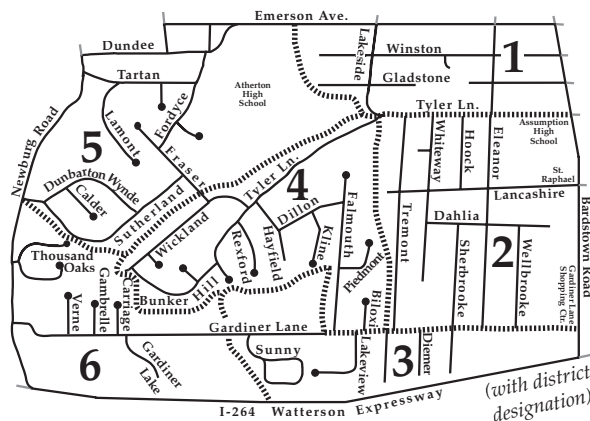 Emerson Ave.
Dundee
Lakeside
Winston
1
Tartan
Gladstone
Atherton
High
School
Tyler Ln.
Newburg Road
Lamont
Fordyce
Assumption
High
School
5
Fraser
Whiteway
Hoock
Eleanor
St.
Raphael
Dunbatton Wynde
Calder
Sutherland
Tyler Ln.
4
Lancashire
Bardstown Road
Wickland
Dillon
Falmouth
Tremont
Dahlia
Rexford
Hayfield
Kline
Thousand
Oaks
Piedmont
Sherbrooke
2
Wellbrooke
Gardiner Lane
Shopping Ctr.
Verne
Gambrelle
Carriage
Bunker Hill
Biloxi
Gardiner Lane
6
Gardiner
Lake
Sunny
Lakeview
3
Diemer
I-264 Watterson Expressway
(with district
designation)